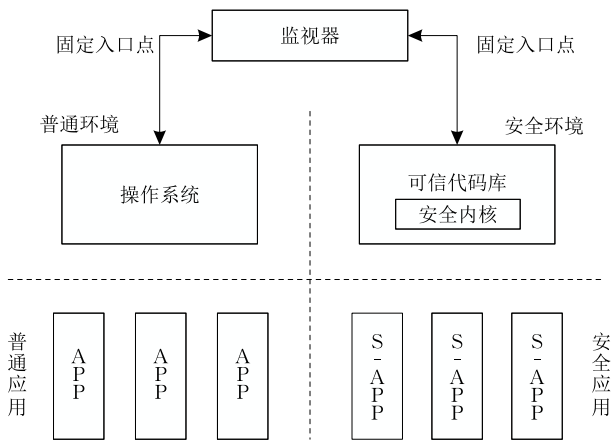 监视器
固定入口点
固定入口点
普通环境
安全环境
操作系统
可信代码库
安全内核
普通应用
APP
APP
APP
S-APP
S-APP
S-APP
安全应用